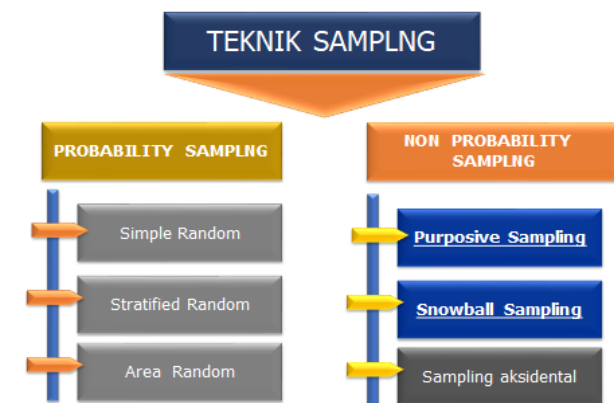 TEKNIK SAMPLNG
PROBABILITY SAMPLNG
Simple Random
Stratified Random
Area Random
NON PROBABILITY
SAMPLNG
Purposive Sampling
Snowball Sampling
Sampling aksidental